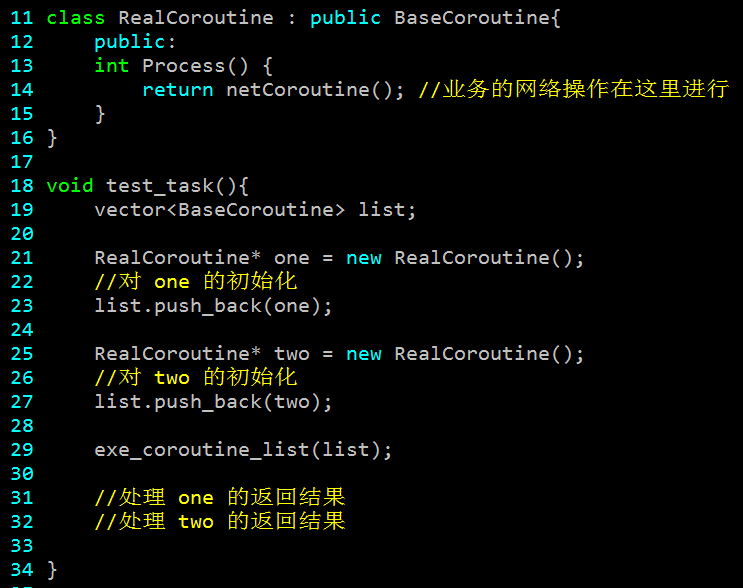 11 class RealCoroutine : public BaseCoroutine{
12     public:
13     int Process() {
14         return netCoroutine(); //业务的网络操作在这里进行
15     }
16 }
17
18 void test_task(){
19     vector<BaseCoroutine> list;
20
21     RealCoroutine* one = new RealCoroutine();
22     //对 one 的初始化
23     list.push_back(one);
24
25     RealCoroutine* two = new RealCoroutine();
26     //对 two 的初始化
27     list.push_back(two);
28
29     exe_coroutine_list(list);
30
31     //处理 one 的返回结果
32     //处理 two 的返回结果
33
34 }